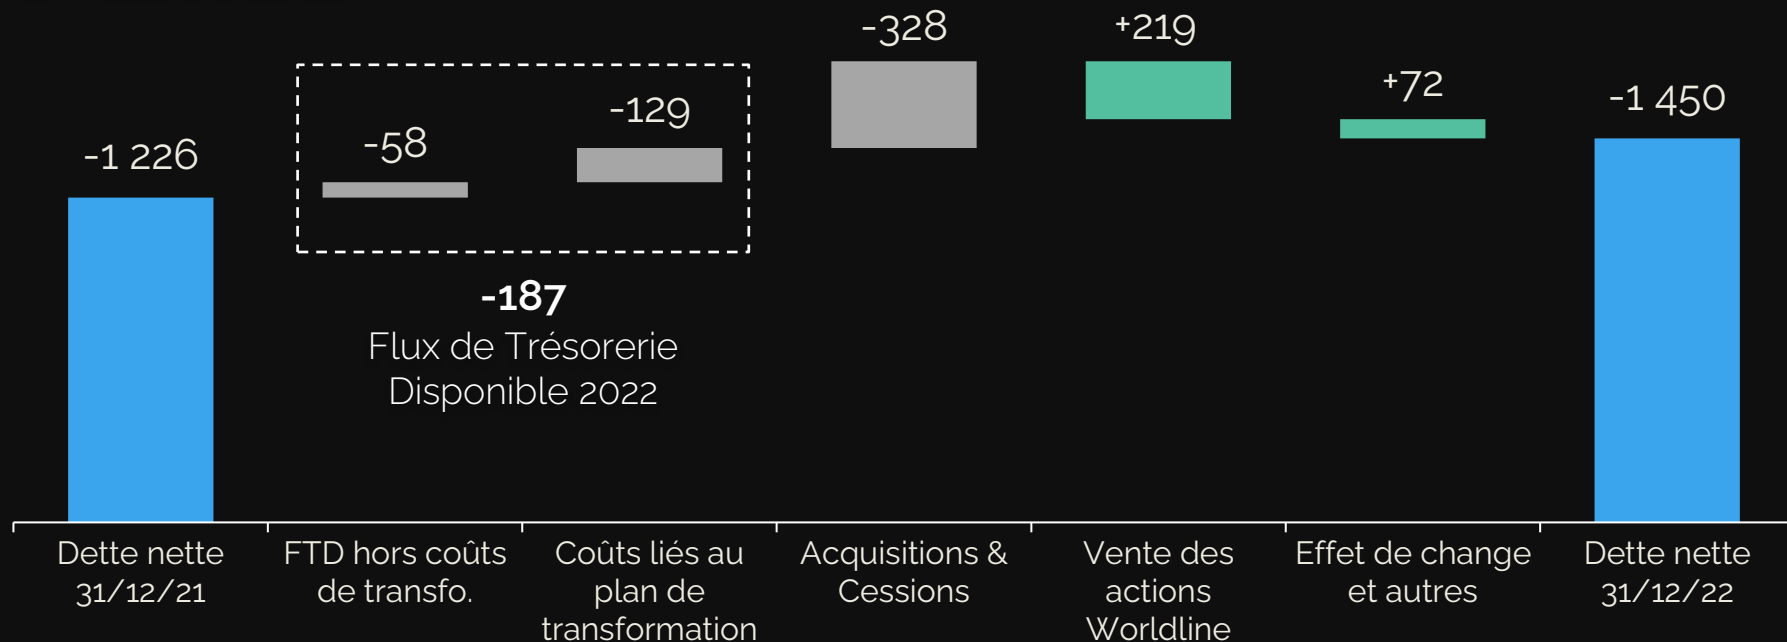 -1 226
-58
-129
-328
+219
+72
-1 450
-187
Flux de Trésorerie
Disponible 2022
Dette nette
31/12/21
FTD hors coûts
de transfo.
Coûts liés au
plan de
transformation
Acquisitions &
Cessions
Vente des
actions
Worldline
Effet de change
et autres
Dette nette
31/12/22